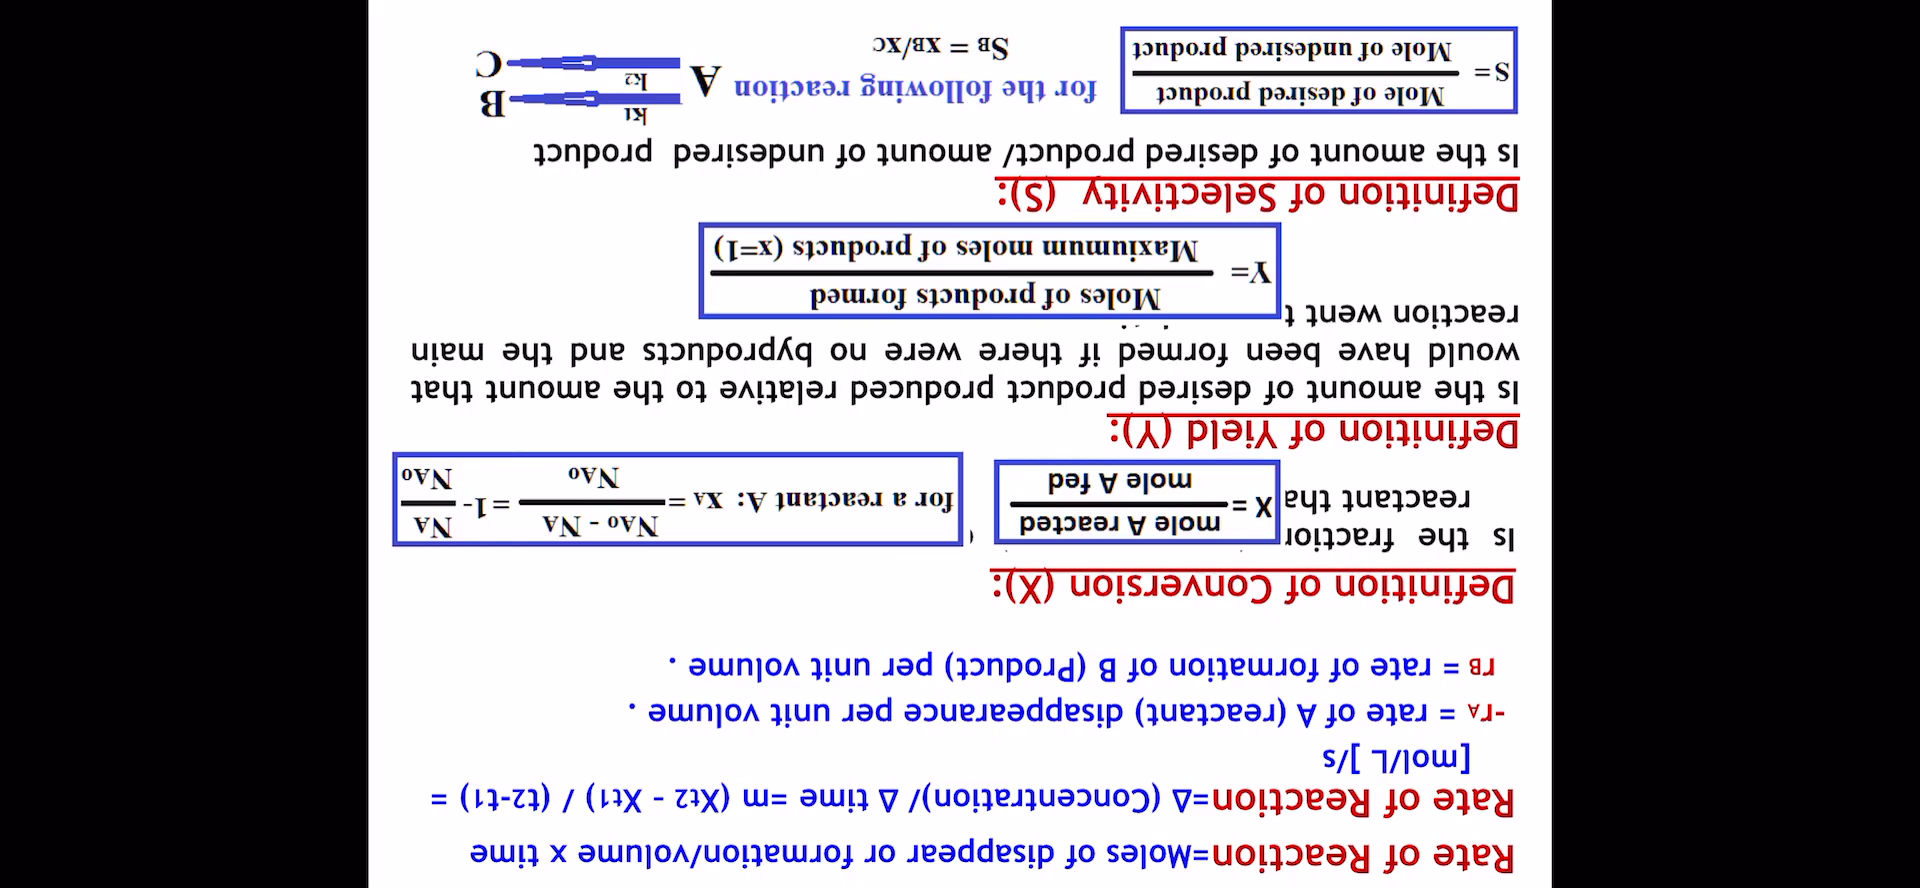 Rate of Reaction=Moles of disappear or formation/volume x time
Rate of Reaction=Δ (Concentration)/ Δ time =m (Xt2 - Xt1) / (t2-t1) =
[mol/L ]/s
-rA = rate of A (reactant) disappearance per unit volume .
rB = rate of formation of B (Product) per unit volume .
Definition of Conversion (X):
Is the fraction
reactant tha
X = mole A reacted / mole A fed
for a reactant A: xA = NAo - NA / NAo =1- NA / NAo
Definition of Yield (Y):
Is the amount of desired product produced relative to the amount that
would have been formed if there were no byproducts and the main
reaction went t
Y= Moles of products formed / Maxiumum moles of products (x=1)
Definition of Selectivity (S):
Is the amount of desired product/ amount of undesired product
S= Mole of desired product / Mole of undesired product
for the following reaction
SB = xB/xC
A
k1
B
k2
C